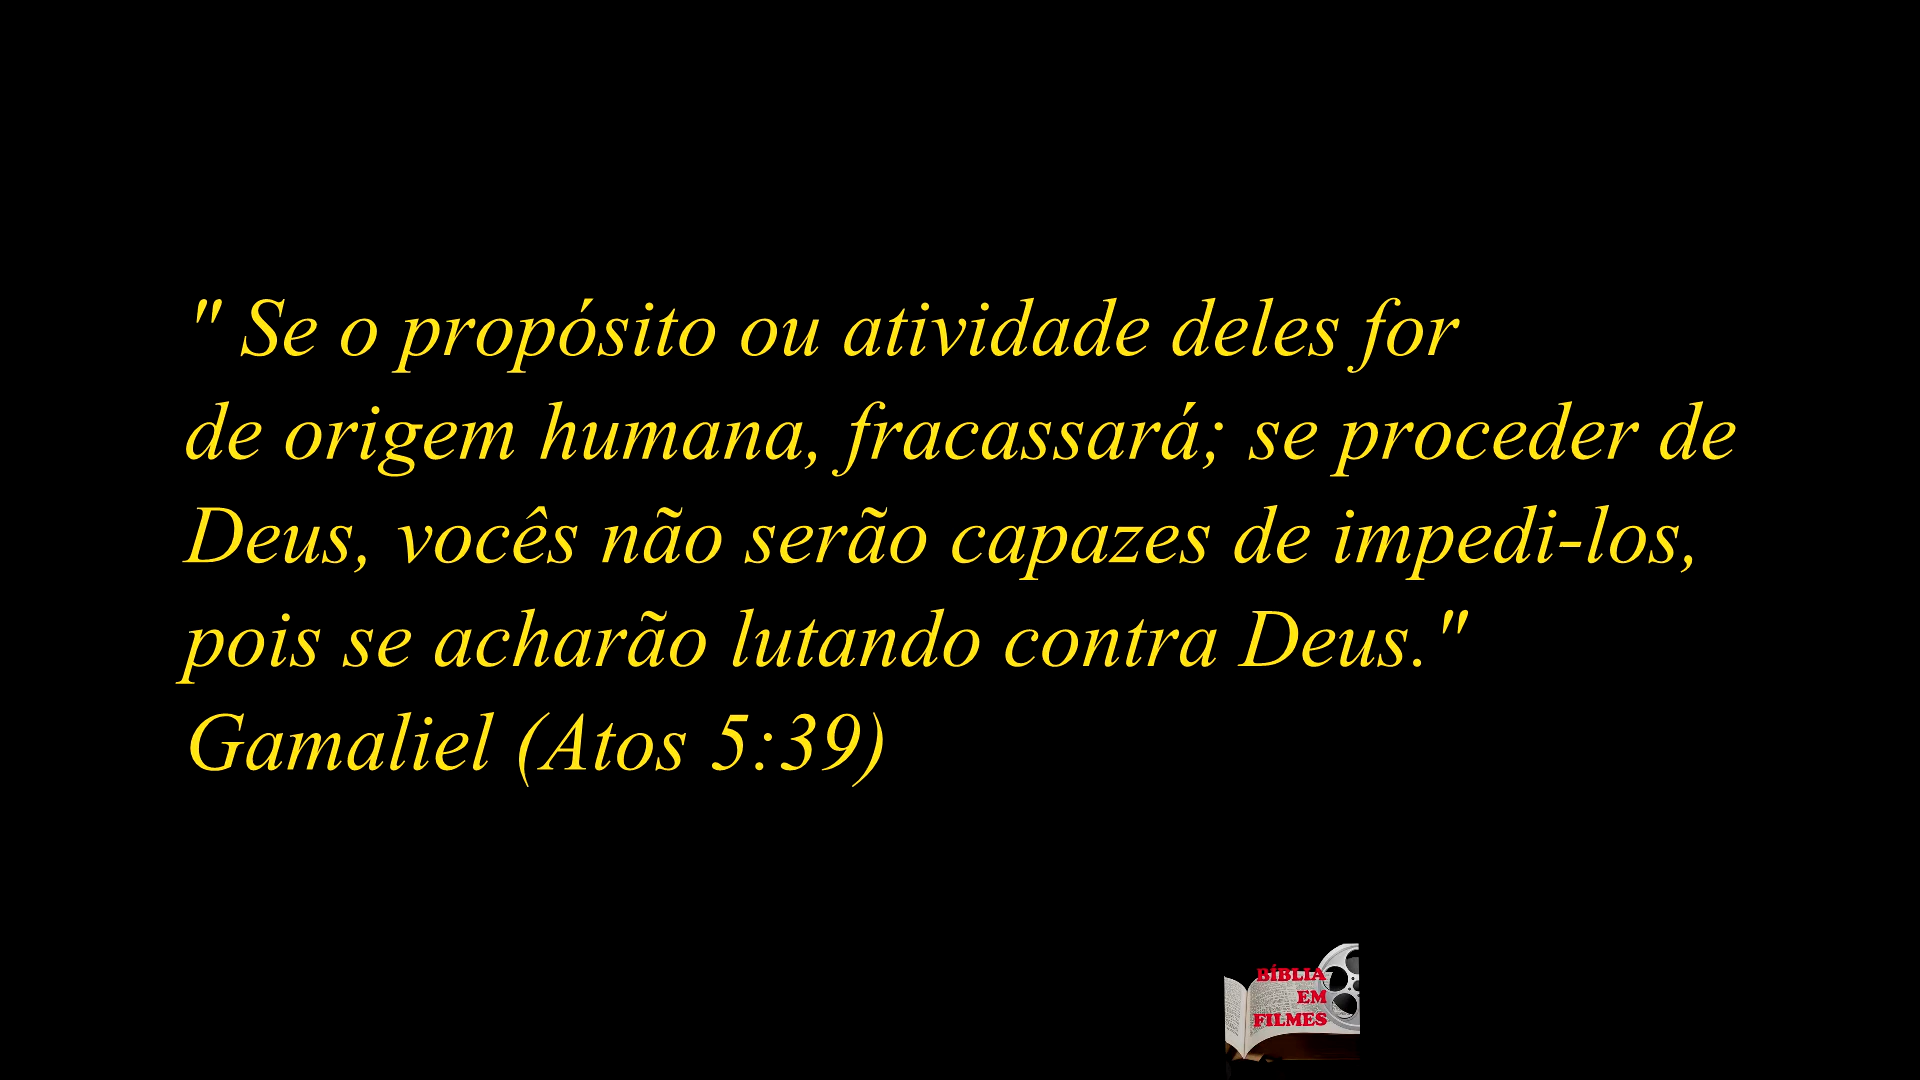 " Se o propósito ou atividade deles for
de origem humana, fracassará; se proceder de
Deus, vocês não serão capazes de impedi-los,
pois se acharão lutando contra Deus."
Gamaliel (Atos 5:39)
BÍBLIA
EM
FILMES